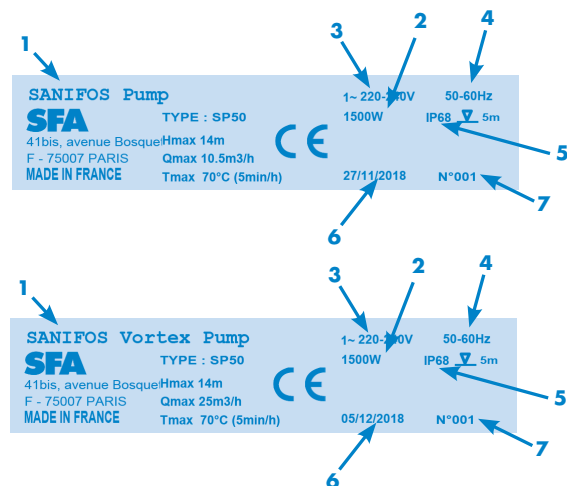 1 3 2 4
SANIFOS Pump
1~ 220-240V 50-60Hz
SFA TYPE : SP50 CE 1500W IP68 5m
41bis, avenue Bosquet Hmax 14m
F - 75007 PARIS Qmax 10.5m3/h
5
MADE IN FRANCE Tmax 70°C (5min/h) 27/11/2018 N°001
6 7
1 3 2 4
SANIFOS Vortex Pump
1~ 220-240V 50-60Hz
SFA TYPE : SP50 CE 1500W IP68 5m
41bis, avenue Bosquet Hmax 14m
F - 75007 PARIS Qmax 25m3/h
5
MADE IN FRANCE Tmax 70°C (5min/h) 05/12/2018 N°001
6 7